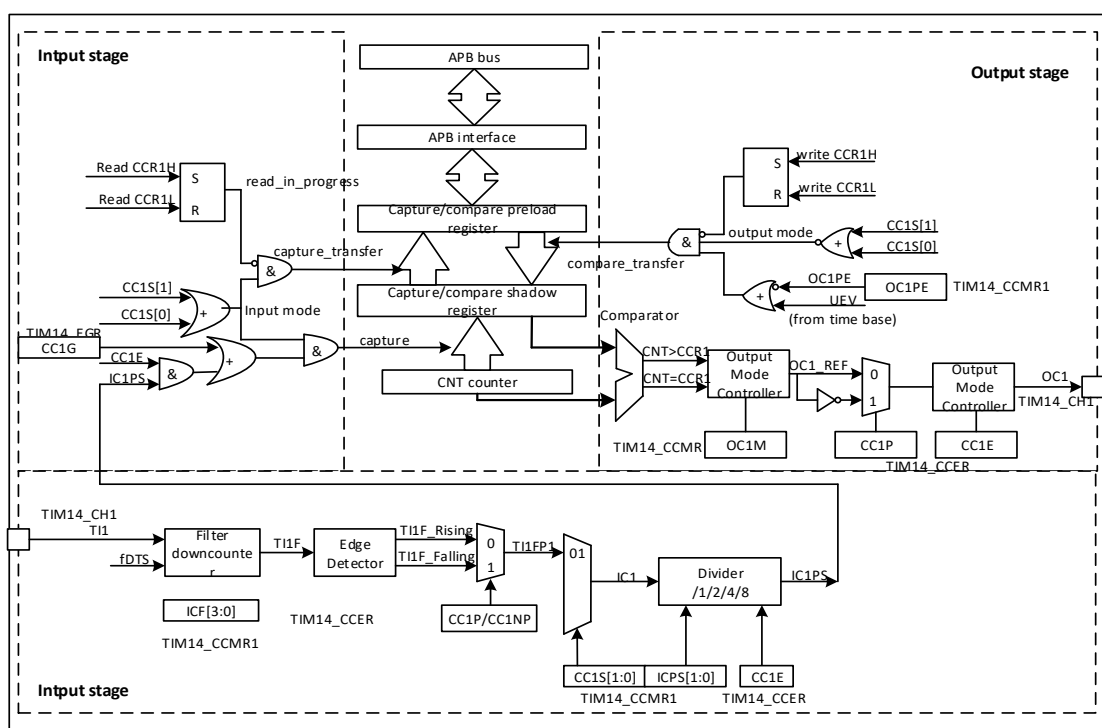 Intput stage
APB bus
Output stage
APB interface
Read CCR1H
Read CCR1L
S
R
read_in_progress
Capture/compare preload
register
S
R
write CCR1H
write CCR1L
capture_transfer
&
compare_transfer
&
output mode
+
CC1S[1]
CC1S[0]
CC1S[1]
CC1S[0]
+
Input mode
Capture/compare shadow
register
+
OC1PE
UEV
(from time base)
OC1PE
TIM14_CCMR1
TIM14_EGR
CC1G
CC1E
IC1PS
&
+
&
capture
CNT counter
Comparator
CNT>CCR1
CNT=CCR1
Output
Mode
Controller
OC1_REF
0
1
Output
Mode
Controller
OC1
TIM14_CH1
TIM14_CCMR
OC1M
CC1P
CC1E
TIM14_CCER
TIM14_CH1
TI1
fDTS
Filter
downcounte
r
TI1F
Edge
Detector
TI1F_Rising
TI1F_Falling
0
1
TI1FP1
01
IC1
Divider
/1/2/4/8
IC1PS
ICF[3:0]
TIM14_CCMR1
TIM14_CCER
CC1P/CC1NP
CC1S[1:0]
ICPS[1:0]
CC1E
TIM14_CCMR1
TIM14_CCER
Intput stage